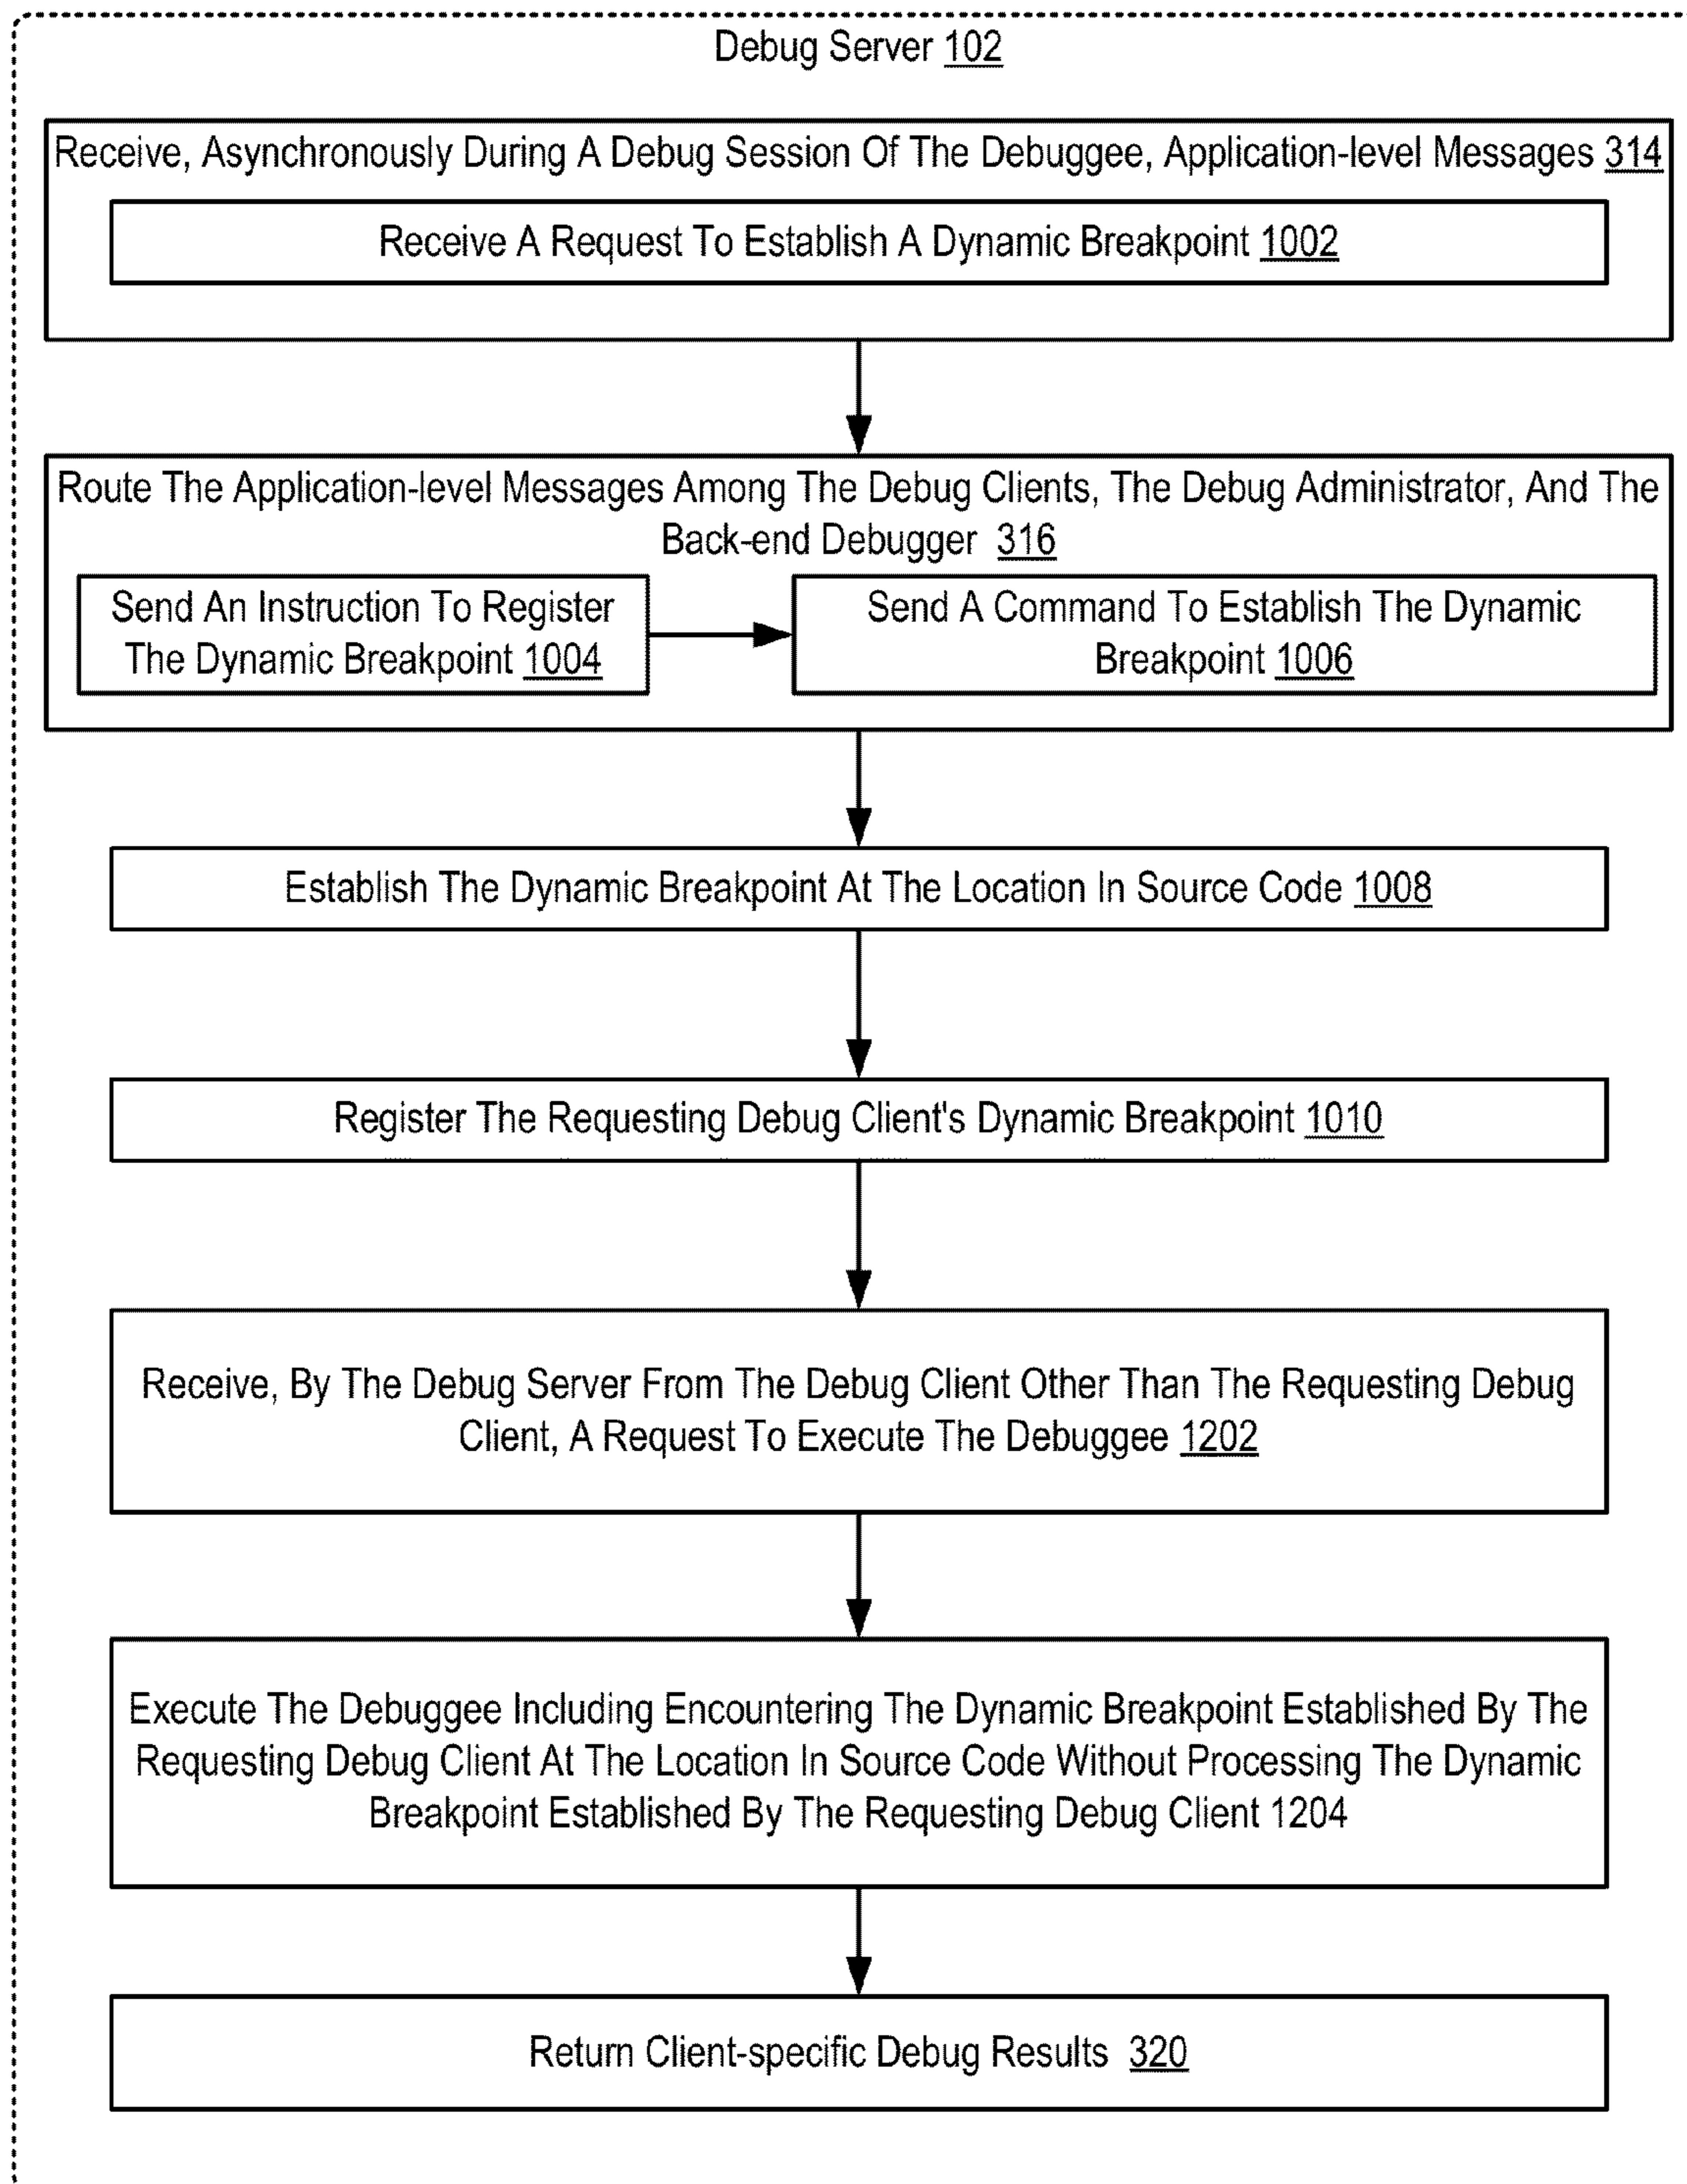 Debug Server 102
Receive, Asynchronously During A Debug Session Of The Debuggee, Application-level Messages 314
Receive A Request To Establish A Dynamic Breakpoint 1002
Route The Application-level Messages Among The Debug Clients, The Debug Administrator, And The
Back-end Debugger 316
Send An Instruction To Register
The Dynamic Breakpoint 1004
Send A Command To Establish The Dynamic
Breakpoint 1006
Establish The Dynamic Breakpoint At The Location In Source Code 1008
Register The Requesting Debug Client's Dynamic Breakpoint 1010
Receive, By The Debug Server From The Debug Client Other Than The Requesting Debug
Client, A Request To Execute The Debuggee 1202
Execute The Debuggee Including Encountering The Dynamic Breakpoint Established By The
Requesting Debug Client At The Location In Source Code Without Processing The Dynamic
Breakpoint Established By The Requesting Debug Client 1204
Return Client-specific Debug Results 320